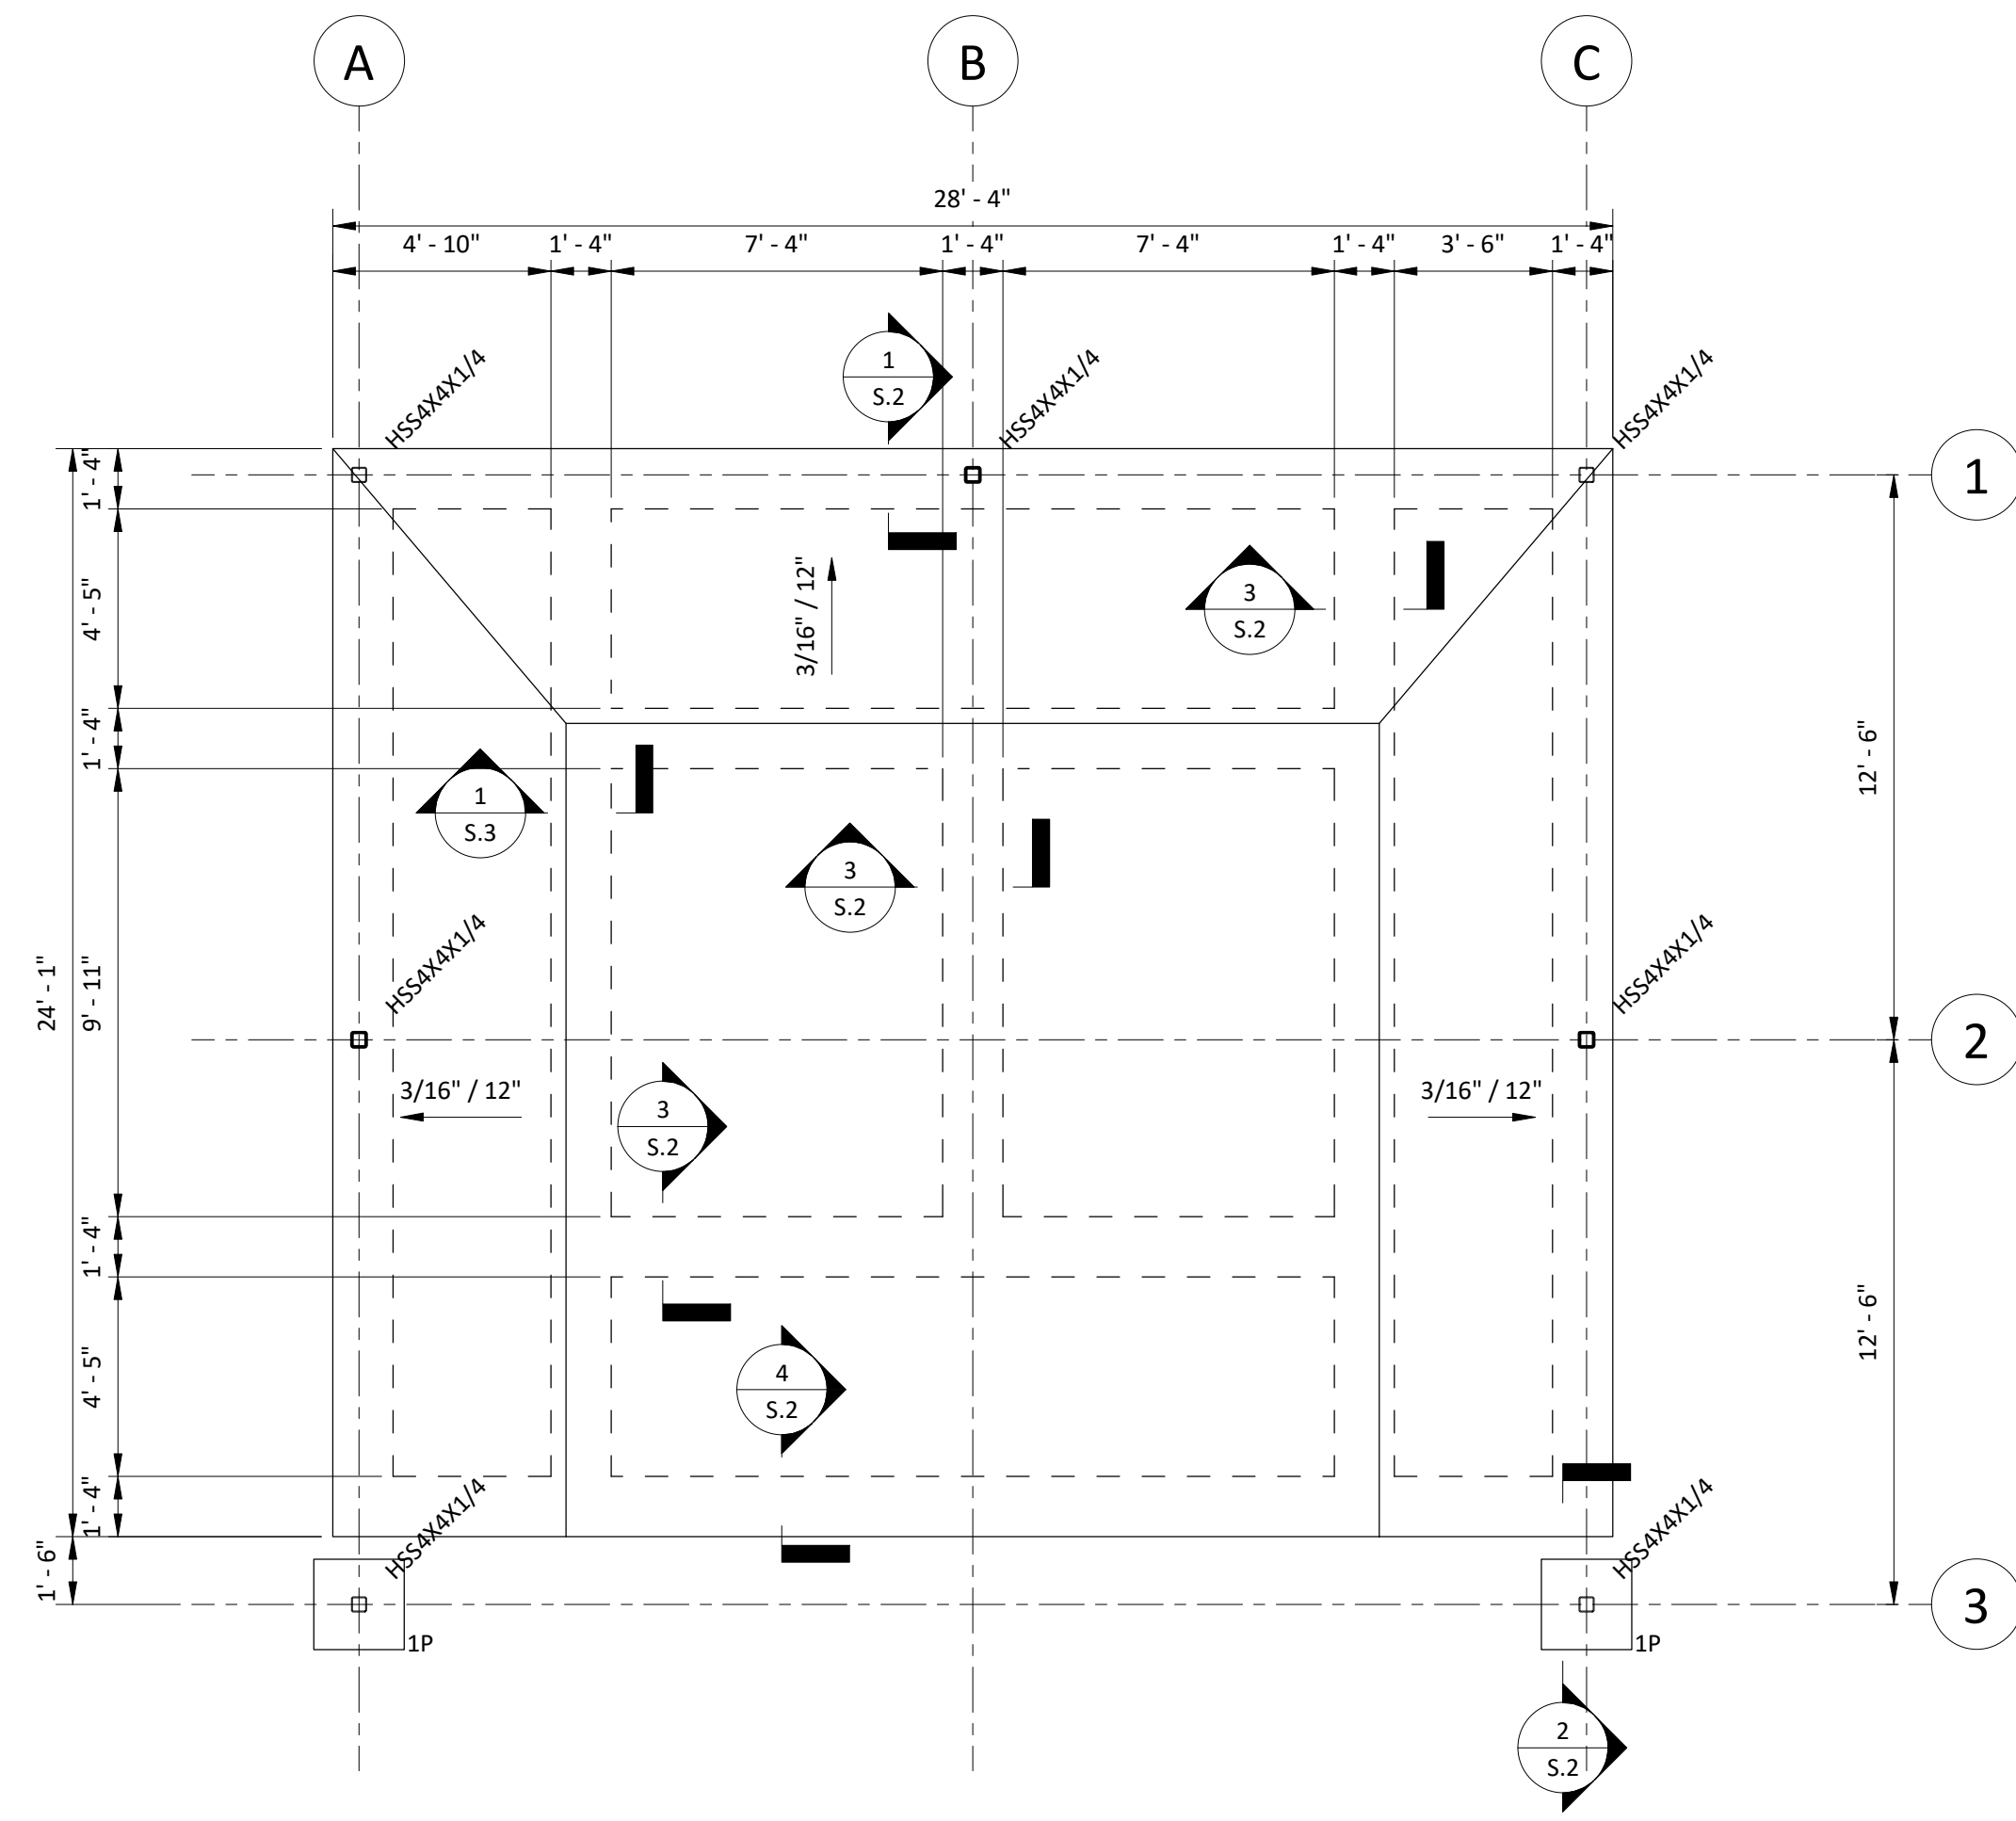 A B C
28' - 4"
4' - 10" 1' - 4" 7' - 4" 1' - 4" 7' - 4" 1' - 4" 3' - 6" 1' - 4"
HSS4X4X1/4
1
S.2
HSS4X4X1/4
HSS4X4X1/4
1' - 4"
1
4' - 5"
3/16" / 12"
3
S.2
1' - 4"
12' - 6"
1
S.3
3
S.2
24' - 1"
9' - 11"
HSS4X4X1/4
HSS4X4X1/4
2
3/16" / 12"
3
S.2
3/16" / 12"
1' - 4"
12' - 6"
4' - 5"
4
S.2
1' - 4"
HSS4X4X1/4
HSS4X4X1/4
1' - 6"
3
1P
1P
2
S.2